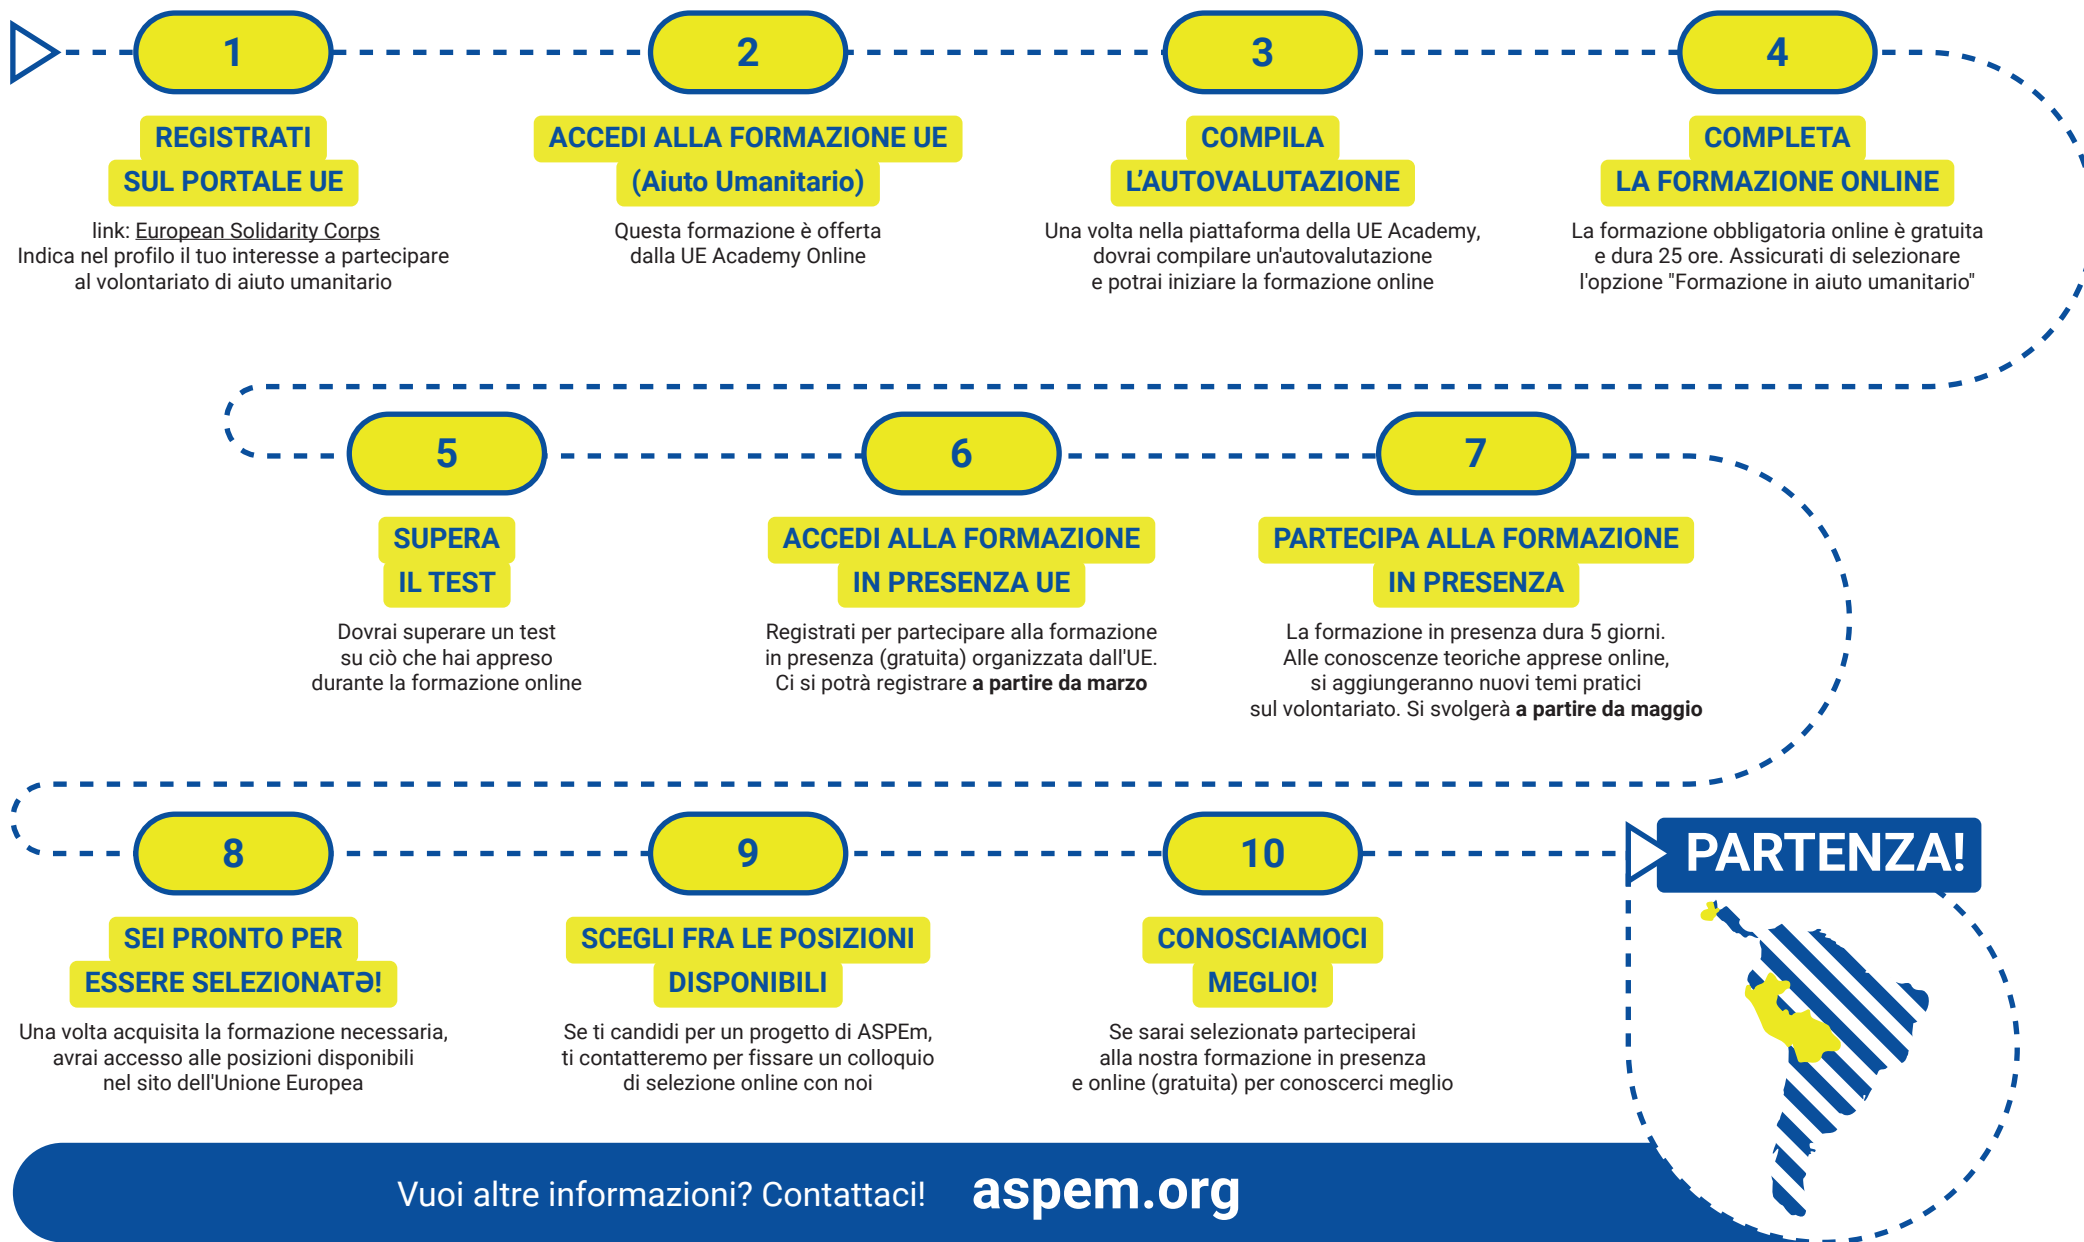 1
REGISTRATI
SUL PORTALE UE
link: European Solidarity Corps
Indica nel profilo il tuo interesse a partecipare
al volontariato di aiuto umanitario
2
ACCEDI ALLA FORMAZIONE UE
(Aiuto Umanitario)
Questa formazione è offerta
dalla UE Academy Online
3
COMPILA
L’AUTOVALUTAZIONE
Una volta nella piattaforma della UE Academy,
dovrai compilare un'autovalutazione
e potrai iniziare la formazione online
4
COMPLETA
LA FORMAZIONE ONLINE
La formazione obbligatoria online è gratuita
e dura 25 ore. Assicurati di selezionare
l'opzione "Formazione in aiuto umanitario"
5
SUPERA
IL TEST
Dovrai superare un test
su ciò che hai appreso
durante la formazione online
6
ACCEDI ALLA FORMAZIONE
IN PRESENZA UE
Registrati per partecipare alla formazione
in presenza (gratuita) organizzata dall'UE.
Ci si potrà registrare a partire da marzo
7
PARTECIPA ALLA FORMAZIONE
IN PRESENZA
La formazione in presenza dura 5 giorni.
Alle conoscenze teoriche apprese online,
si aggiungeranno nuovi temi pratici
sul volontariato. Si svolgerà a partire da maggio
8
SEI PRONTO PER
ESSERE SELEZIONATƏ!
Una volta acquisita la formazione necessaria,
avrai accesso alle posizioni disponibili
nel sito dell'Unione Europea
9
SCEGLI FRA LE POSIZIONI
DISPONIBILI
Se ti candidi per un progetto di ASPEm,
ti contatteremo per fissare un colloquio
di selezione online con noi
10
CONOSCIAMOCI
MEGLIO!
Se sarai selezionatə parteciperai
alla nostra formazione in presenza
e online (gratuita) per conoscerci meglio
PARTENZA!
Vuoi altre informazioni? Contattaci! aspem.org